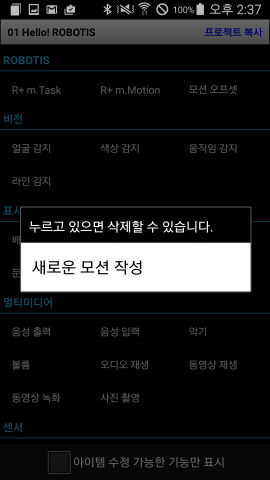 100% 오후 2:37
01 Hello! ROBOTIS 프로젝트 복사
ROBOTIS
R+ m.Task R+ m.Motion 모션 오프셋
비전
얼굴 감지 색상 감지 움직임 감지
라인 감지
표시
누르고 있으면 삭제할 수 있습니다.
새로운 모션 작성
멀티미디어
음성 출력 음성 입력 악기
볼륨 오디오 재생 동영상 재생
동영상 녹화 사진 촬영
센서
아이템 수정 가능한 기능만 표시